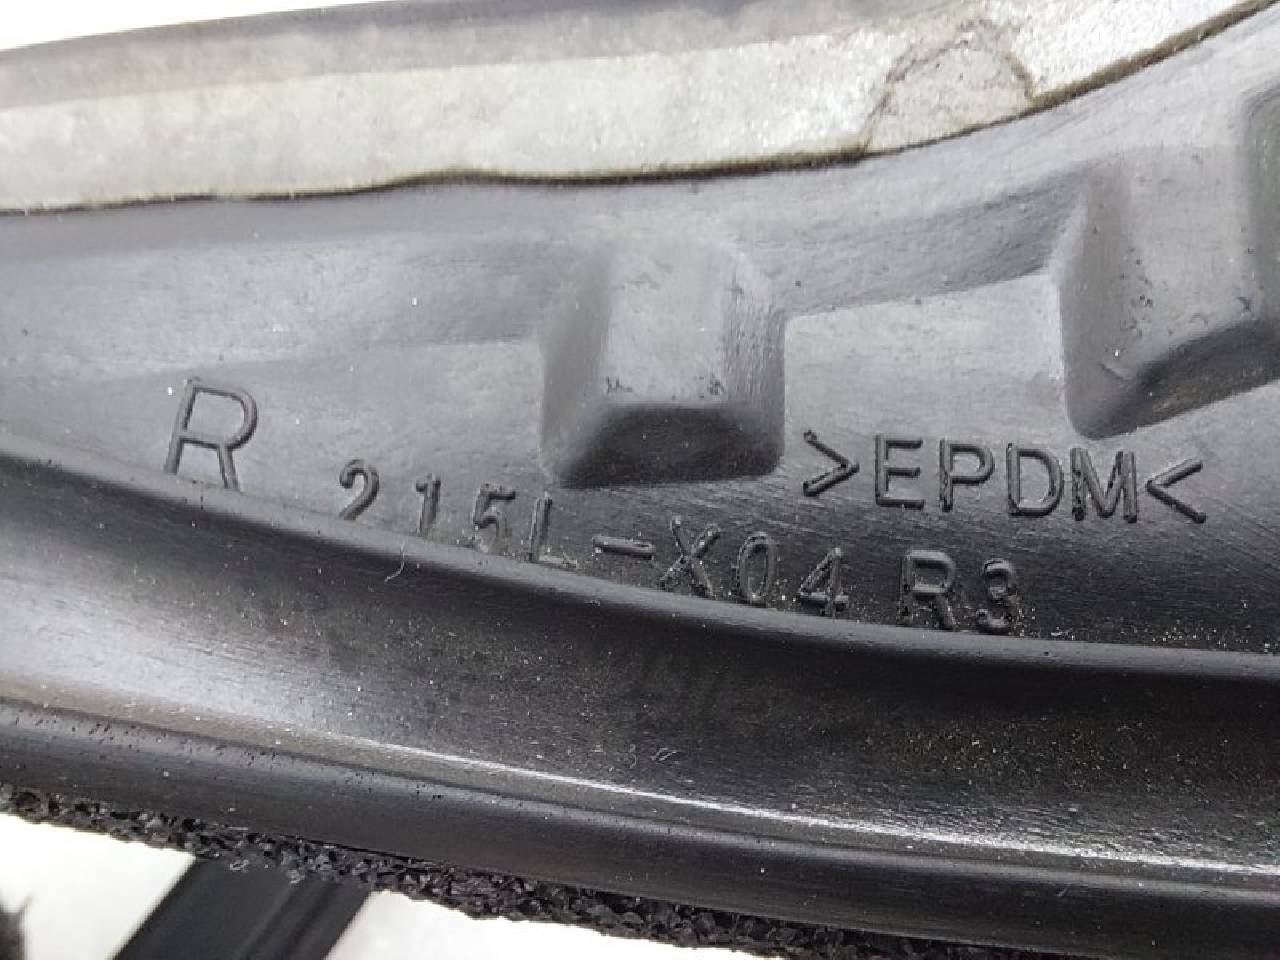 R 215L-X04 R3
>EPDM<